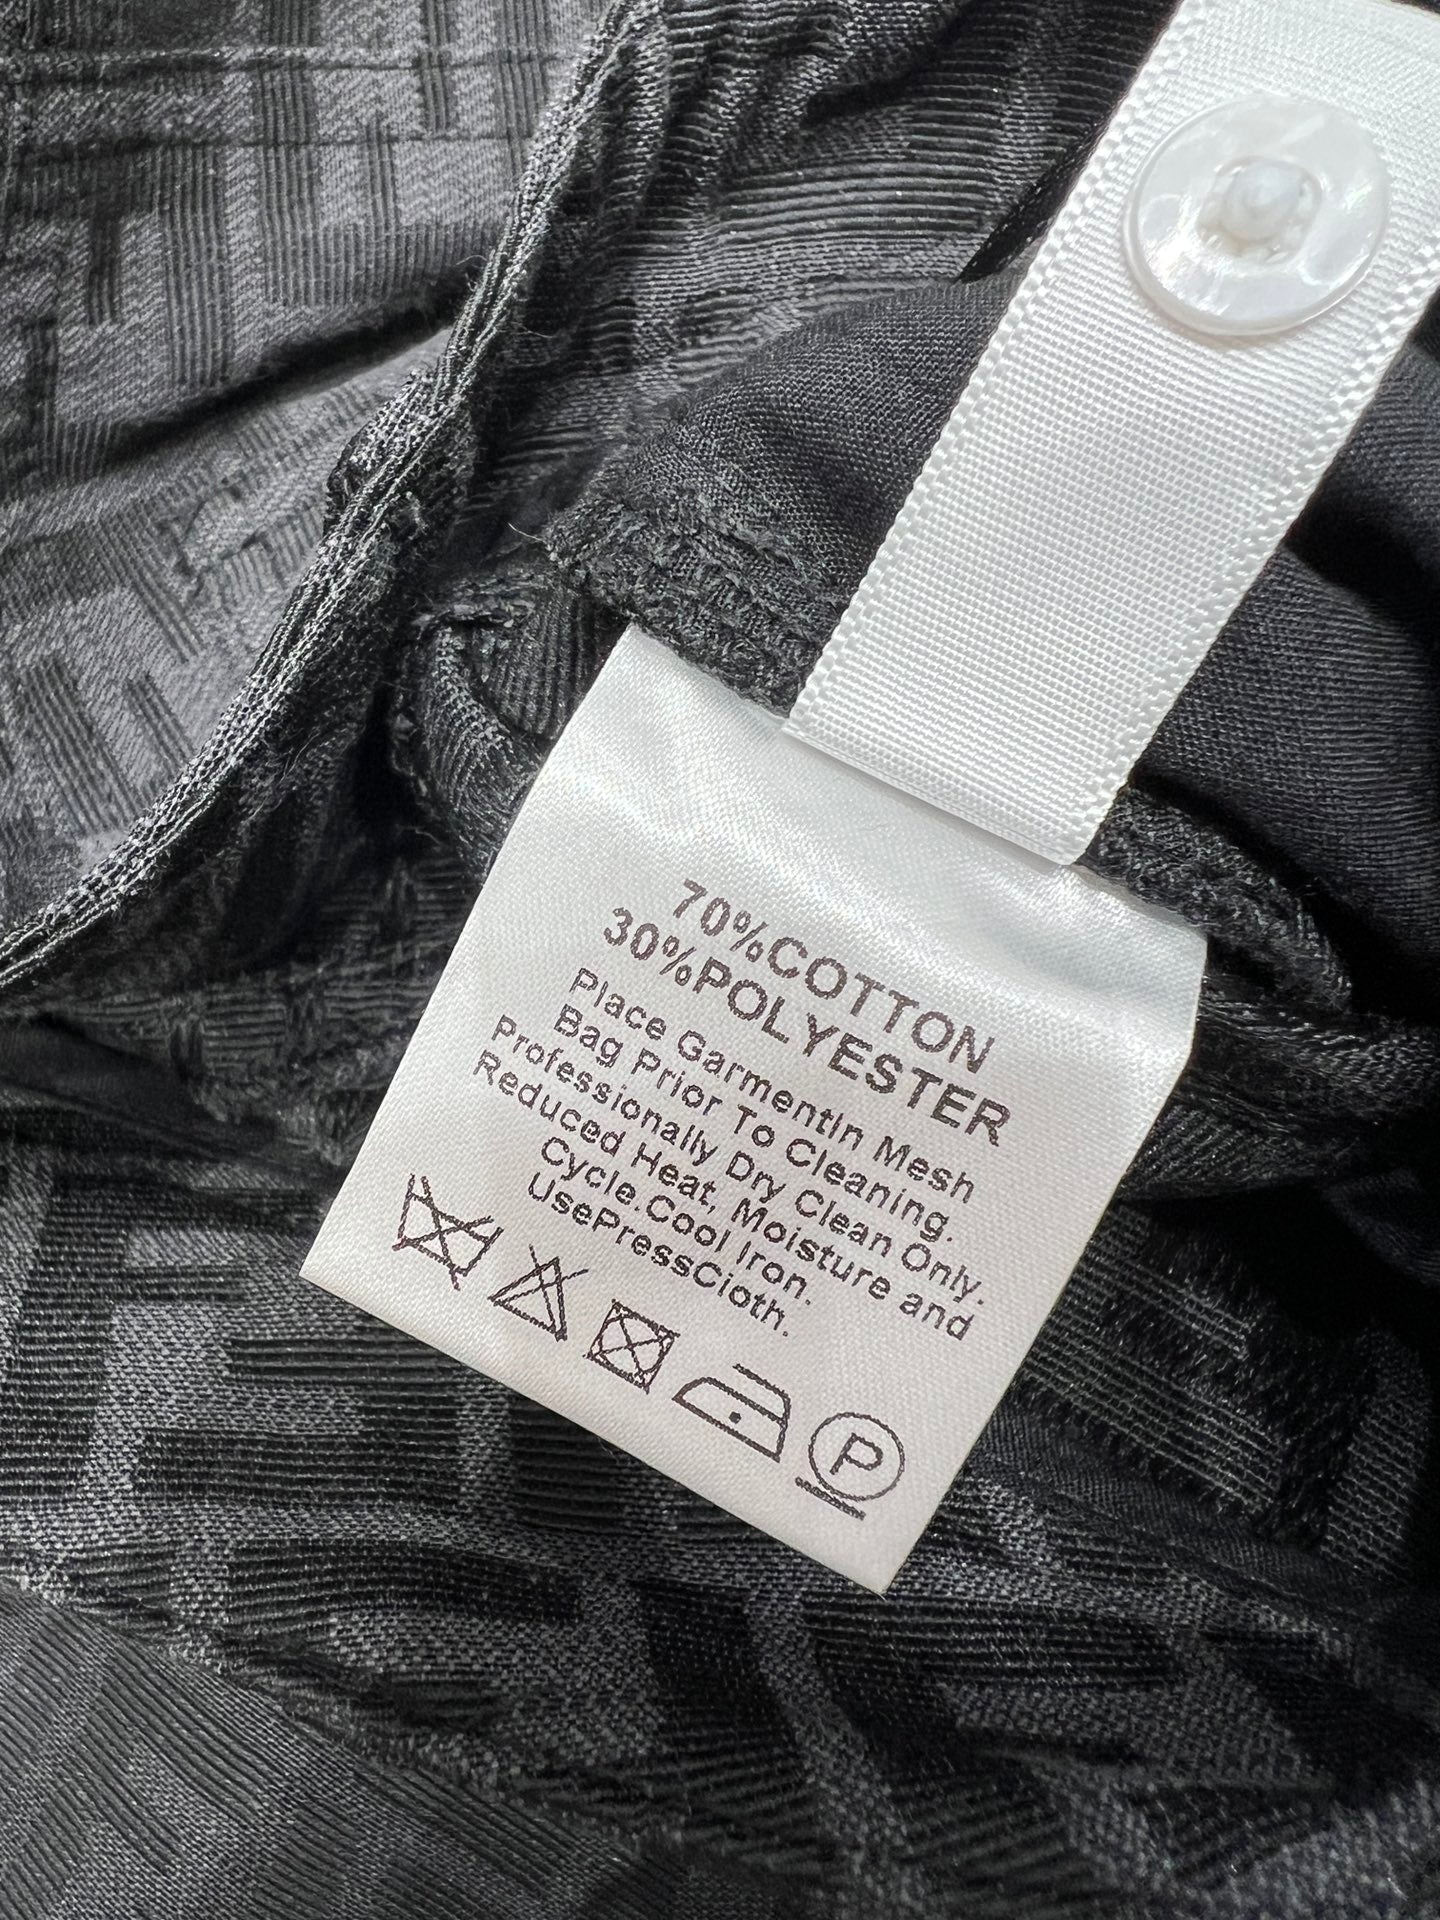 70%COTTON
30%POLYESTER
Place GarmentIn Mesh
Bag Prior To Cleaning.
Professionally Dry Clean Only.
Reduced Heat, Moisture and
Cycle.Cool Iron.
UsePressCloth.
P